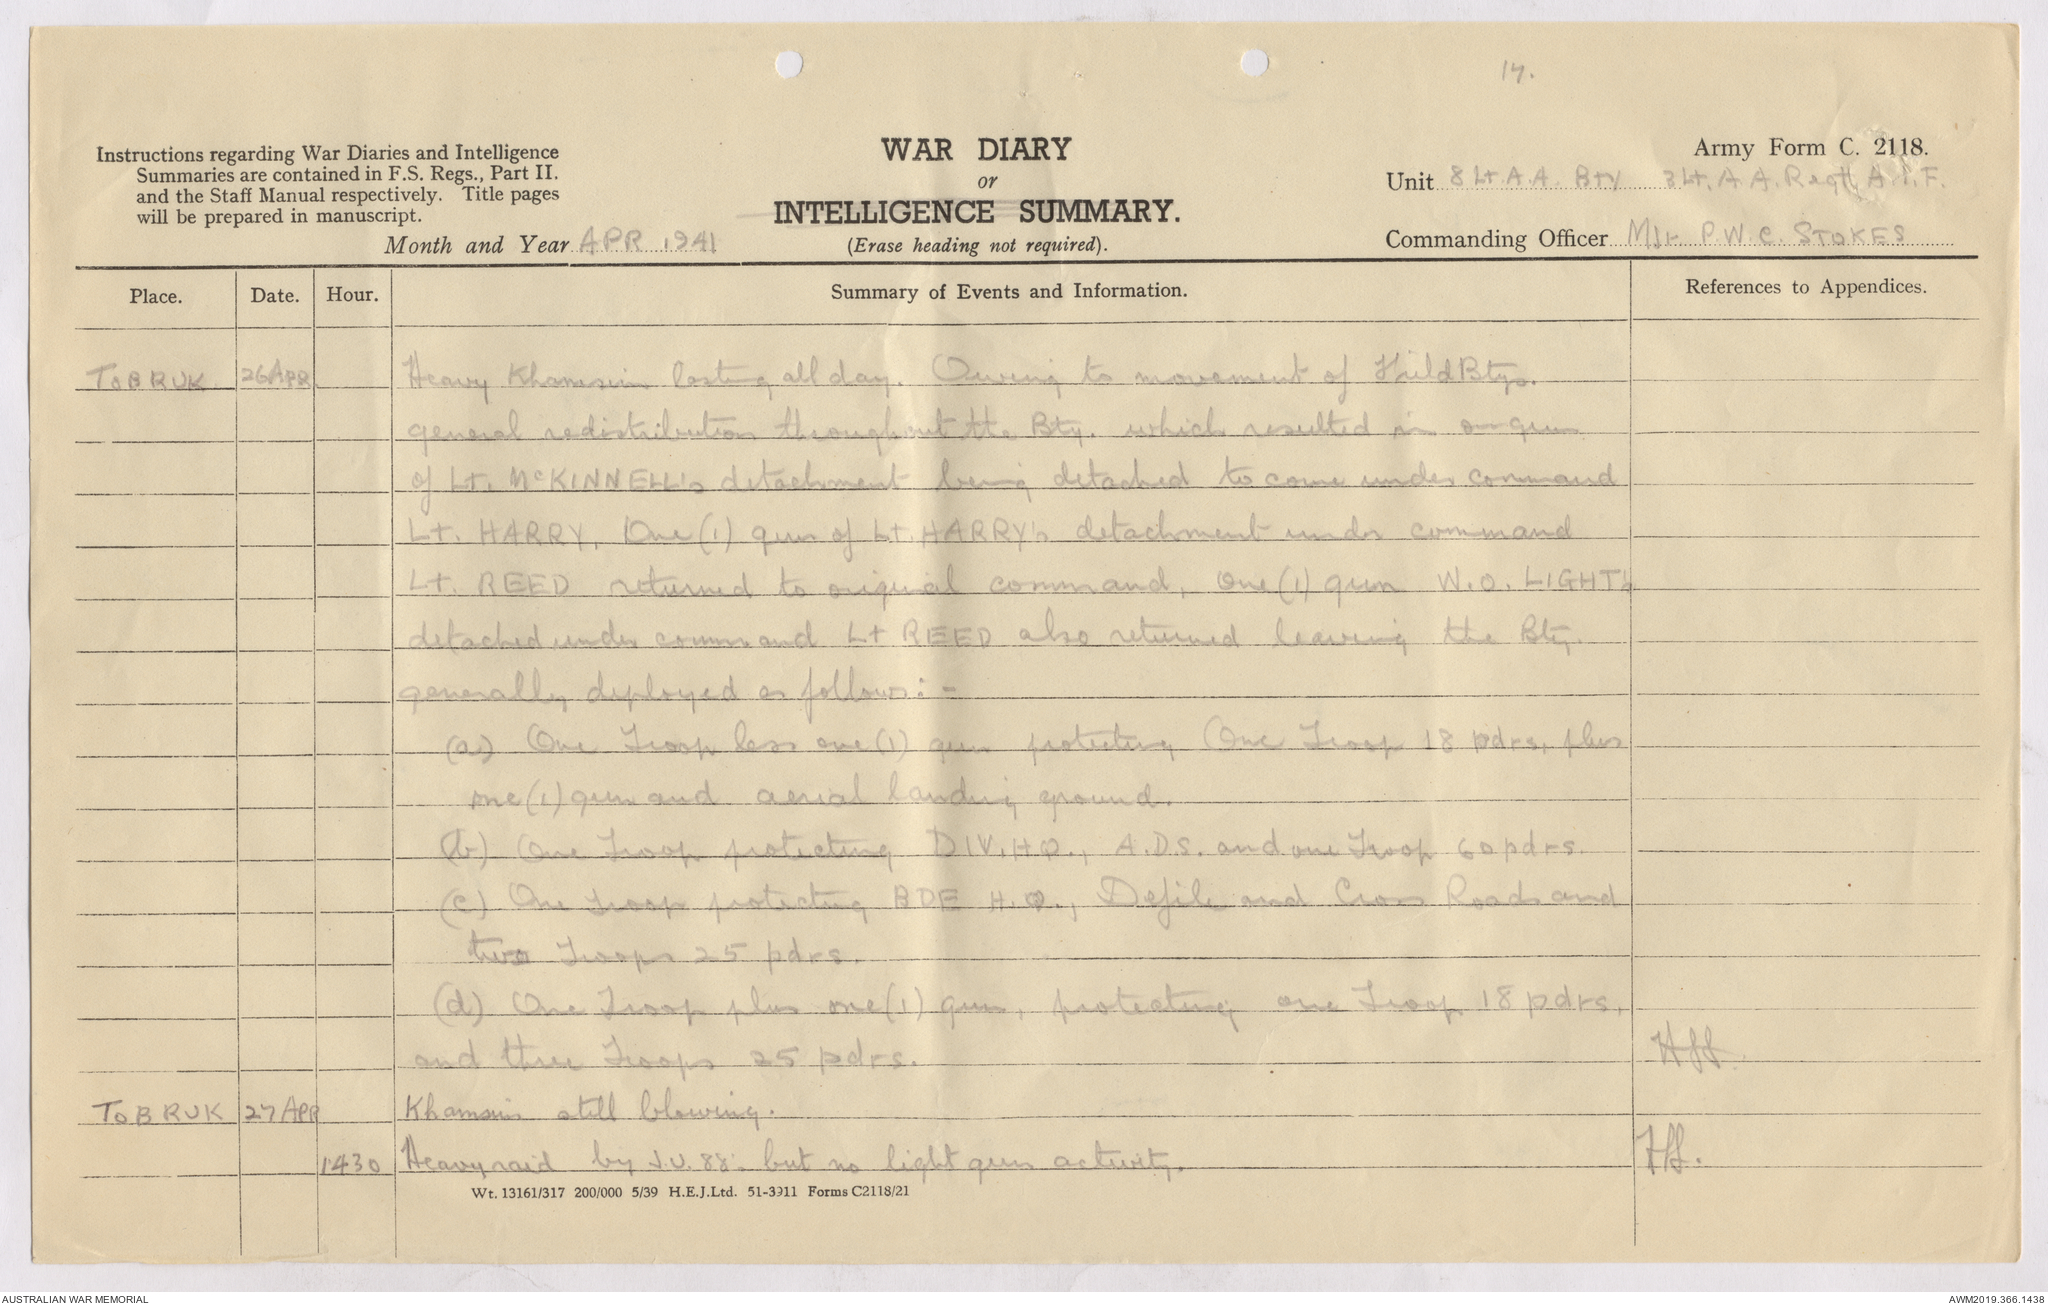 17.
Instructions regarding War Diaries and Intelligence
Summaries are contained in F.S. Regs., Part II.
and the Staff Manual respectively. Title pages
will be prepared in manuscript.
Month and Year APR 1941
WAR DIARY
or
INTELLIGENCE SUMMARY.
(Erase heading not required).
Army Form C. 2118.
Unit 8 Lt A.A. Bty 3 Lt. A.A. Regt A.I.F.
Commanding Officer Mjr P.W.C. STOKES
Place. Date. Hour. Summary of Events and Information. References to Appendices.
TOBRUK 26 APR Heavy Khamsin lasting all day. Owing to movement of Field Btys.
general redistribution throughout the Bty. which resulted in one gun
of Lt. McKINNELL's detachment being detached to come under command
Lt. HARRY. One (1) gun of Lt. HARRY's detachment under command
Lt. REED returned to original command, One (1) gun W.O. LIGHT's
detached under command Lt REED also returned leaving the Bty.
generally deployed as follows:-
(a) One Troop less one (1) gun protecting One Troop 18 pdrs, plus
one (1) gun and aerial landing ground.
(b) One Troop protecting DIV. H.Q., A.D.S. and one Troop 60 pdrs.
(c) One Troop protecting BDE H.Q., Defile and Cross Roads and
two Troops 25 pdrs.
(d) One Troop plus one (1) gun, protecting one Troop 18 pdrs,
and three Troops 25 pdrs.
TOBRUK 27 APR Khamsin still blowing.
1430 Heavy raid by J.U. 88's but no light gun activity.
Wt. 13161/317 200/000 5/39 H.E.J.Ltd. 51-3911 Forms C2118/21
AUSTRALIAN WAR MEMORIAL AWM2019.366.1438